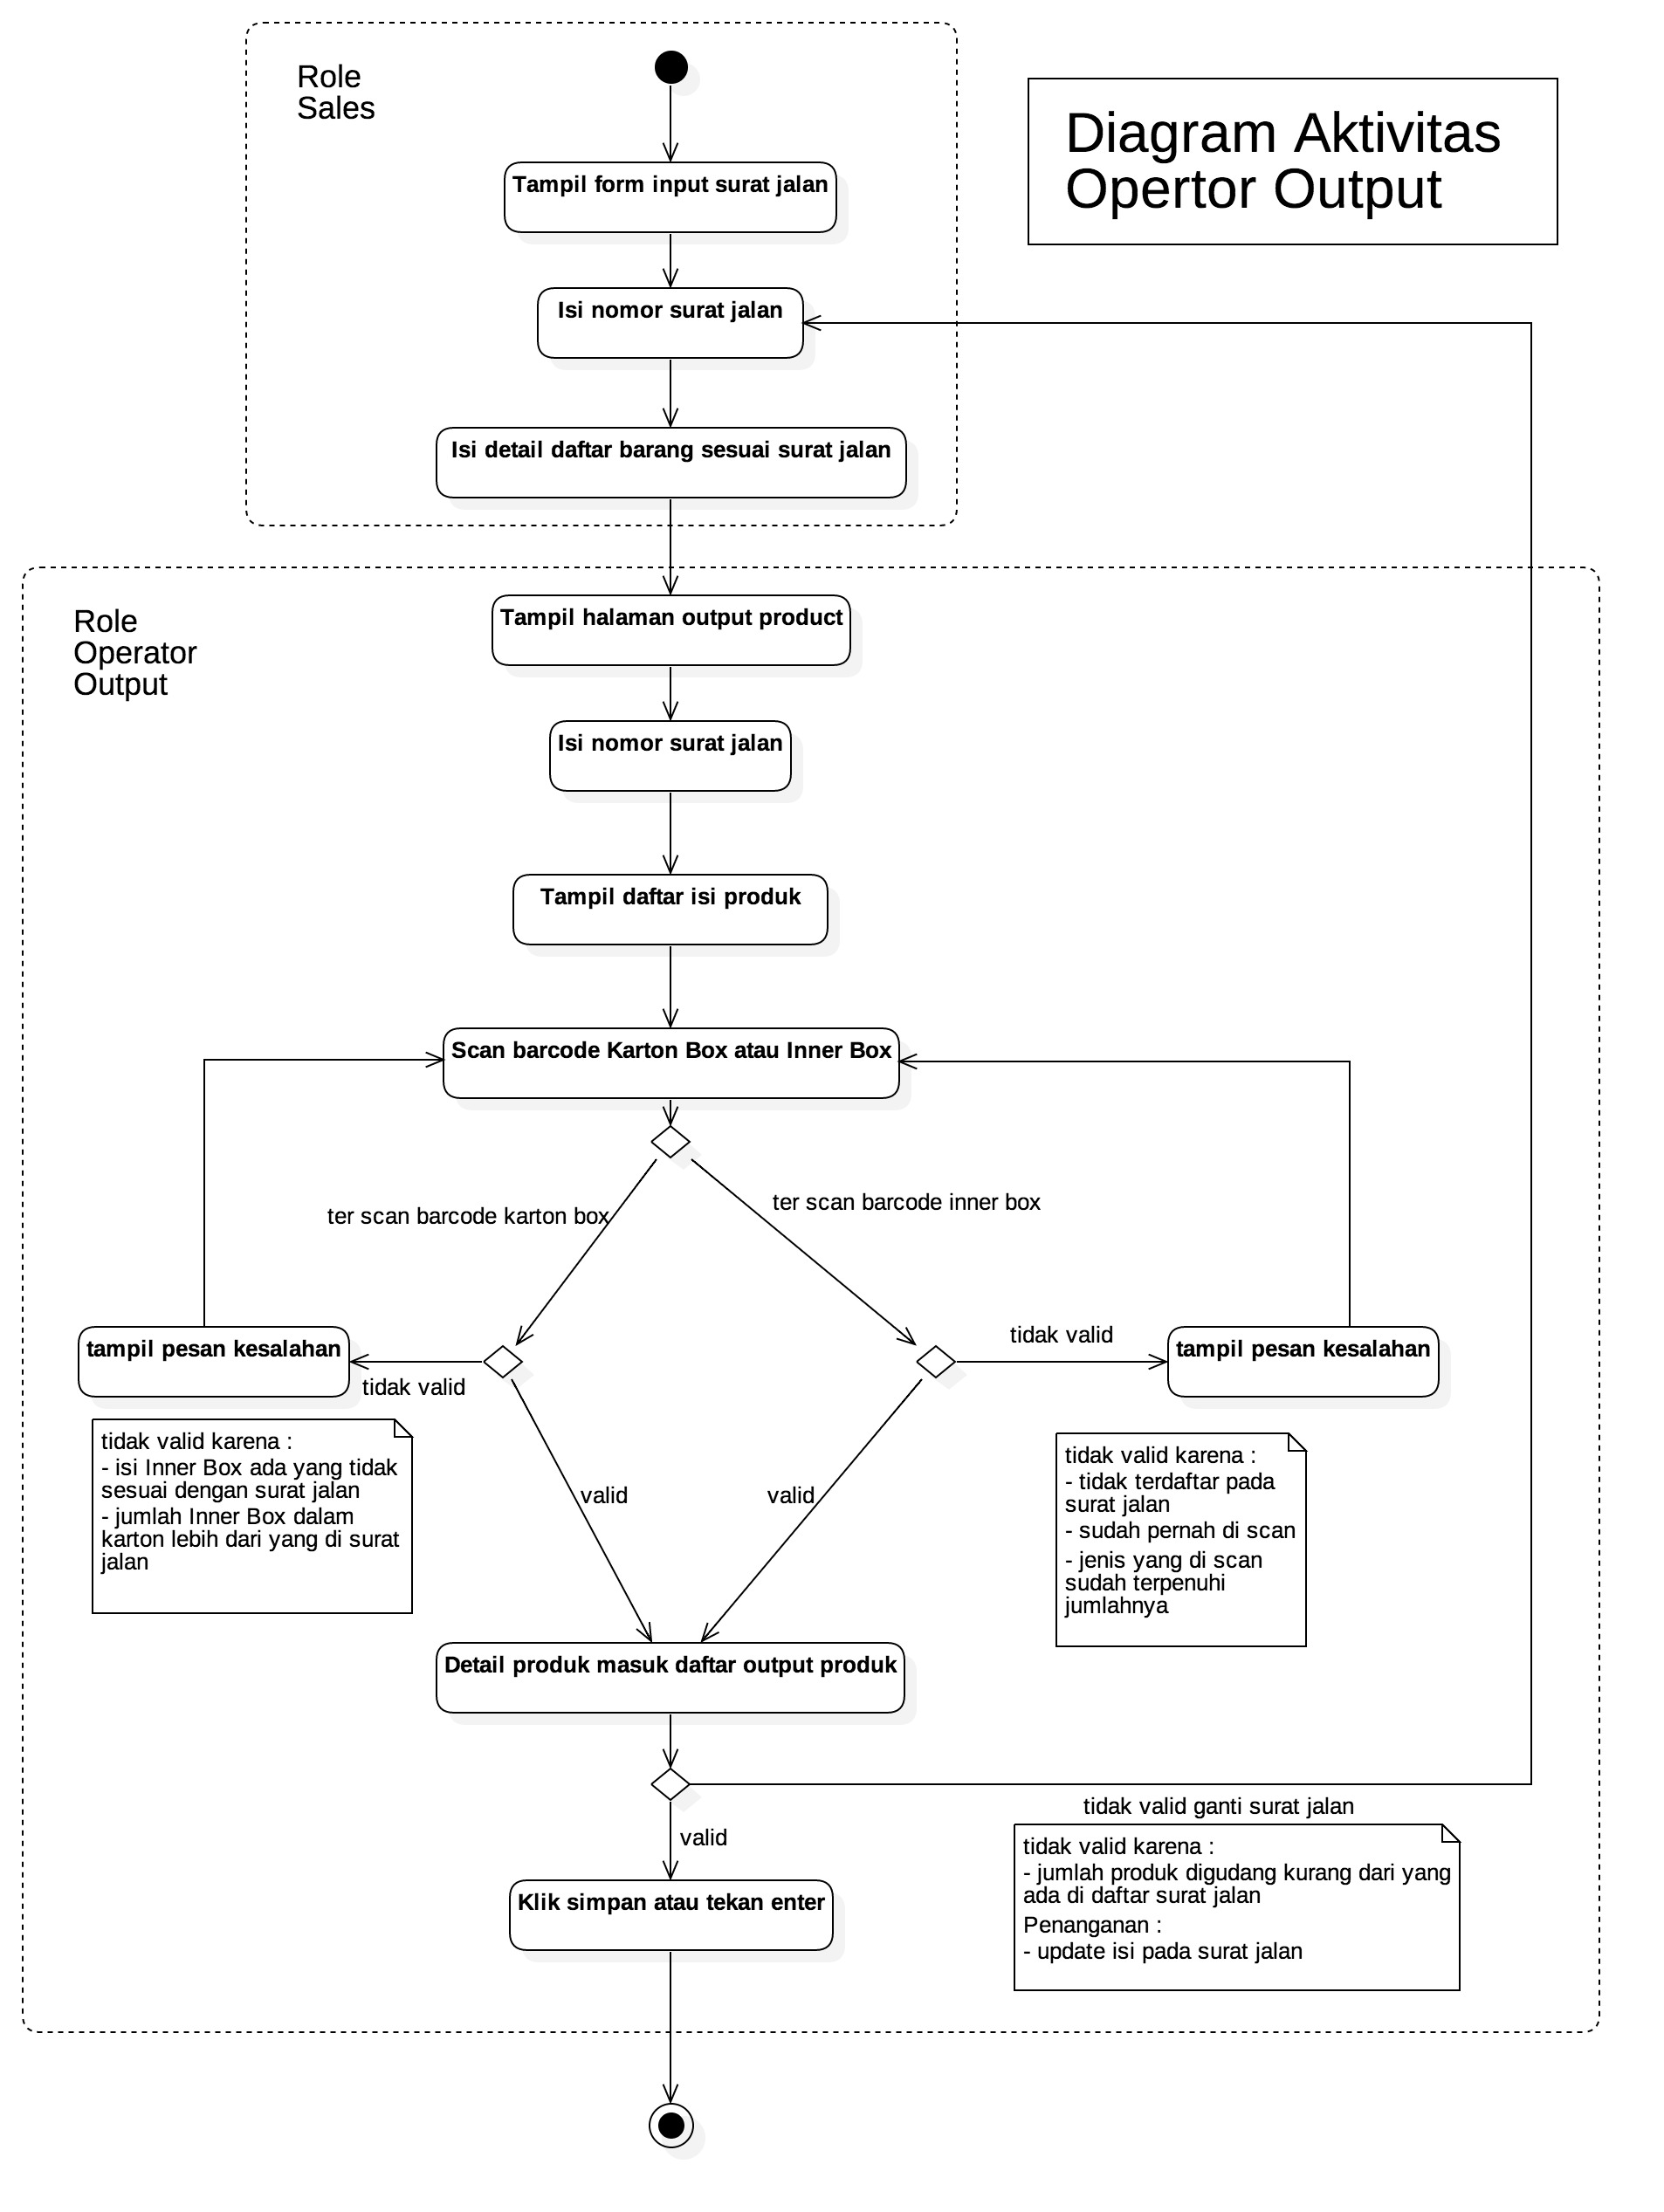 Role
Sales
Diagram Aktivitas
Opertor Output
Tampil form input surat jalan
Isi nomor surat jalan
Isi detail daftar barang sesuai surat jalan
Role
Operator
Output
Tampil halaman output product
Isi nomor surat jalan
Tampil daftar isi produk
Scan barcode Karton Box atau Inner Box
ter scan barcode karton box
ter scan barcode inner box
tampil pesan kesalahan
tidak valid
tidak valid
tampil pesan kesalahan
tidak valid karena :
- isi Inner Box ada yang tidak
sesuai dengan surat jalan
- jumlah Inner Box dalam
karton lebih dari yang di surat
jalan
valid
valid
tidak valid karena :
- tidak terdaftar pada
surat jalan
- sudah pernah di scan
- jenis yang di scan
sudah terpenuhi
jumlahnya
Detail produk masuk daftar output produk
tidak valid ganti surat jalan
valid
tidak valid karena :
- jumlah produk digudang kurang dari yang
ada di daftar surat jalan
Penanganan :
- update isi pada surat jalan
Klik simpan atau tekan enter